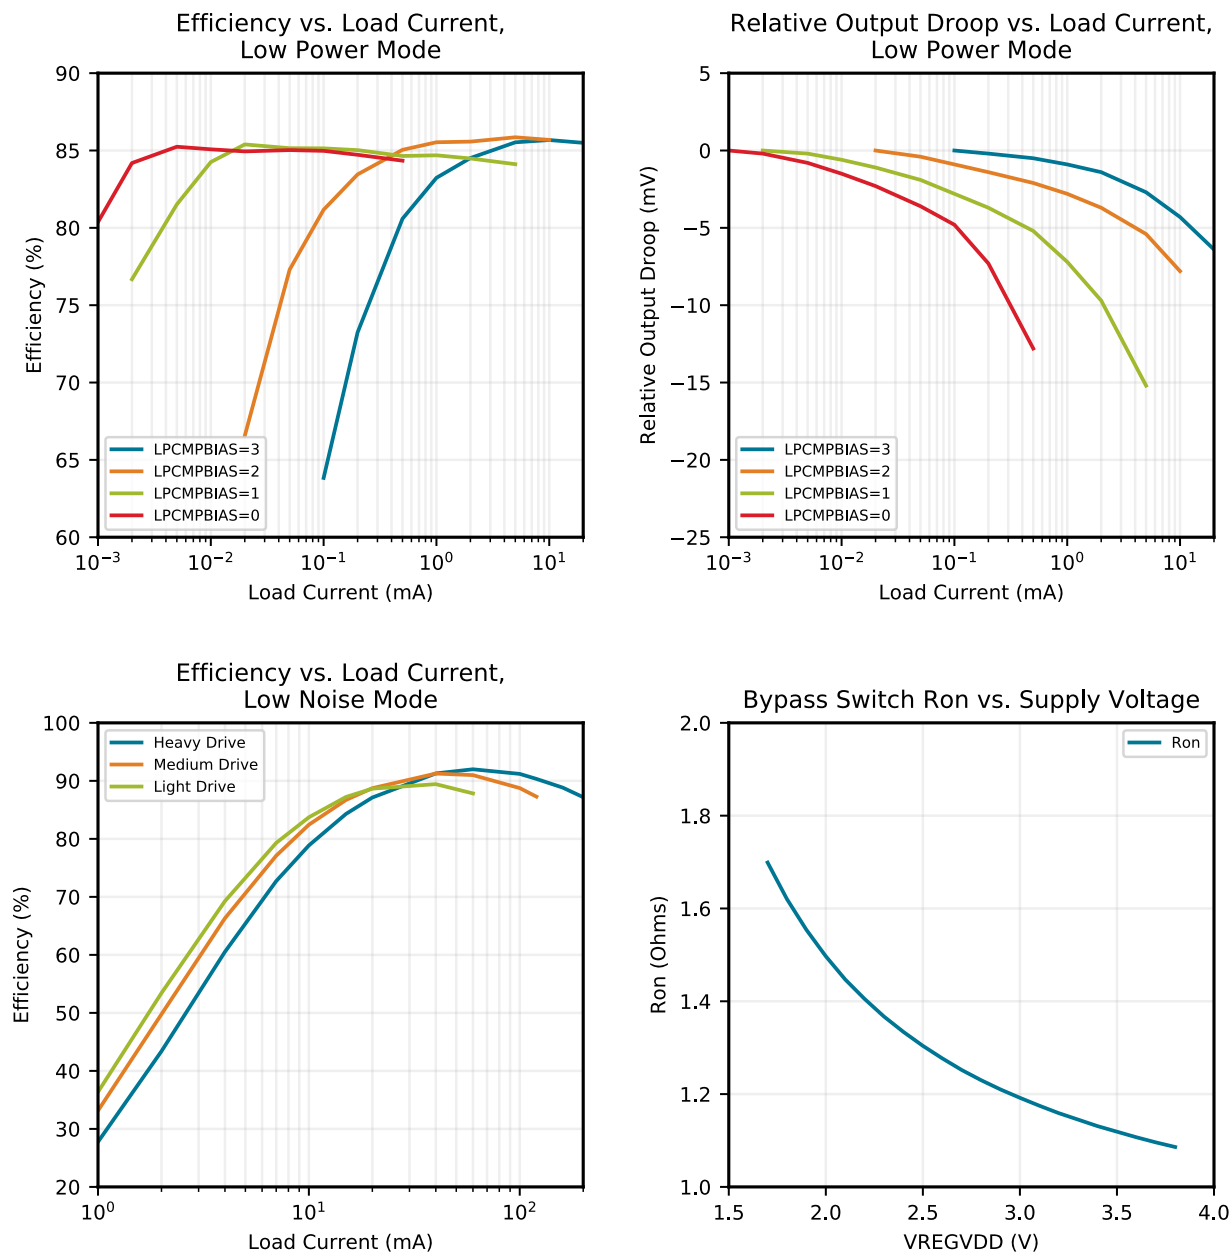 Efficiency vs. Load Current,
Low Power Mode
90
85
80
75
70
65
60
Efficiency (%)
LPCMPBIAS=3
LPCMPBIAS=2
LPCMPBIAS=1
LPCMPBIAS=0
10⁻³ 10⁻² 10⁻¹ 10⁰ 10¹
Load Current (mA)
Relative Output Droop vs. Load Current,
Low Power Mode
5
0
−5
−10
−15
−20
−25
Relative Output Droop (mV)
LPCMPBIAS=3
LPCMPBIAS=2
LPCMPBIAS=1
LPCMPBIAS=0
10⁻³ 10⁻² 10⁻¹ 10⁰ 10¹
Load Current (mA)
Efficiency vs. Load Current,
Low Noise Mode
100
90
80
70
60
50
40
30
20
Efficiency (%)
Heavy Drive
Medium Drive
Light Drive
10⁰ 10¹ 10²
Load Current (mA)
Bypass Switch Ron vs. Supply Voltage
2.0
1.8
1.6
1.4
1.2
1.0
Ron (Ohms)
Ron
1.5 2.0 2.5 3.0 3.5 4.0
VREGVDD (V)